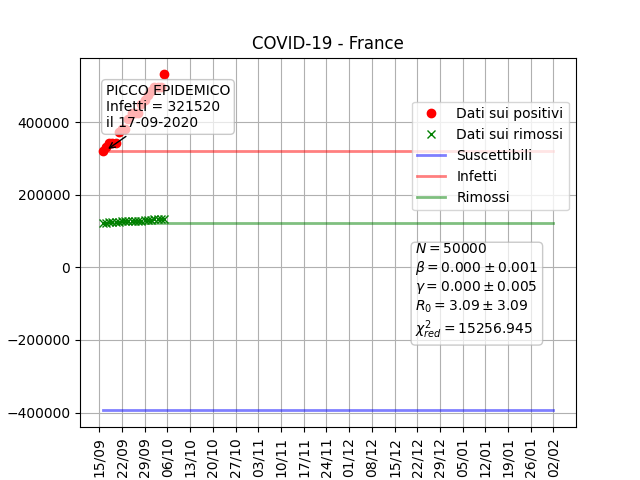 COVID-19 - France
PICCO EPIDEMICO
Infetti = 321520
il 17-09-2020
Dati sui positivi
Dati sui rimossi
Suscettibili
Infetti
Rimossi
N = 50000
β = 0.000 ± 0.001
γ = 0.000 ± 0.005
R₀ = 3.09 ± 3.09
χ²_red = 15256.945
400000
200000
0
−200000
−400000
15/09
22/09
29/09
06/10
13/10
20/10
27/10
03/11
10/11
17/11
24/11
01/12
08/12
15/12
22/12
29/12
05/01
12/01
19/01
26/01
02/02